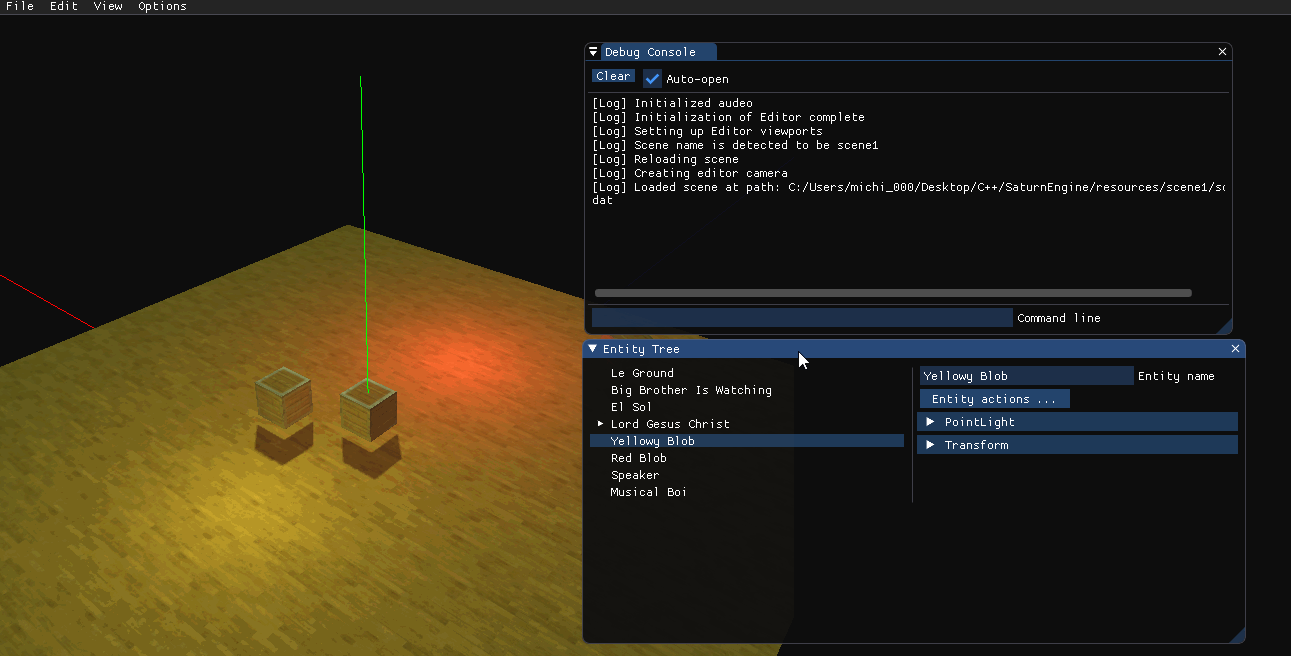 File Edit View Options
Debug Console
Clear Auto-open
[Log] Initialized audeo
[Log] Initialization of Editor complete
[Log] Setting up Editor viewports
[Log] Scene name is detected to be scene1
[Log] Reloading scene
[Log] Creating editor camera
[Log] Loaded scene at path: C:/Users/michi_000/Desktop/C++/SaturnEngine/resources/scene1/sc
dat
Command line
Entity Tree
Le Ground
Big Brother Is Watching
El Sol
Lord Gesus Christ
Yellowy Blob
Red Blob
Speaker
Musical Boi
Yellowy Blob Entity name
Entity actions ...
PointLight
Transform